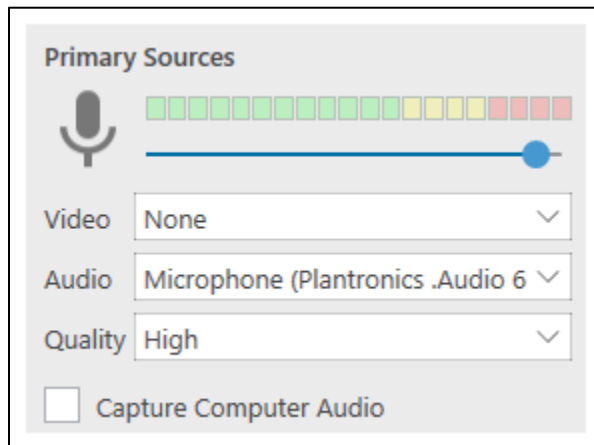 Primary Sources
Video None
Audio Microphone (Plantronics .Audio 6
Quality High
Capture Computer Audio